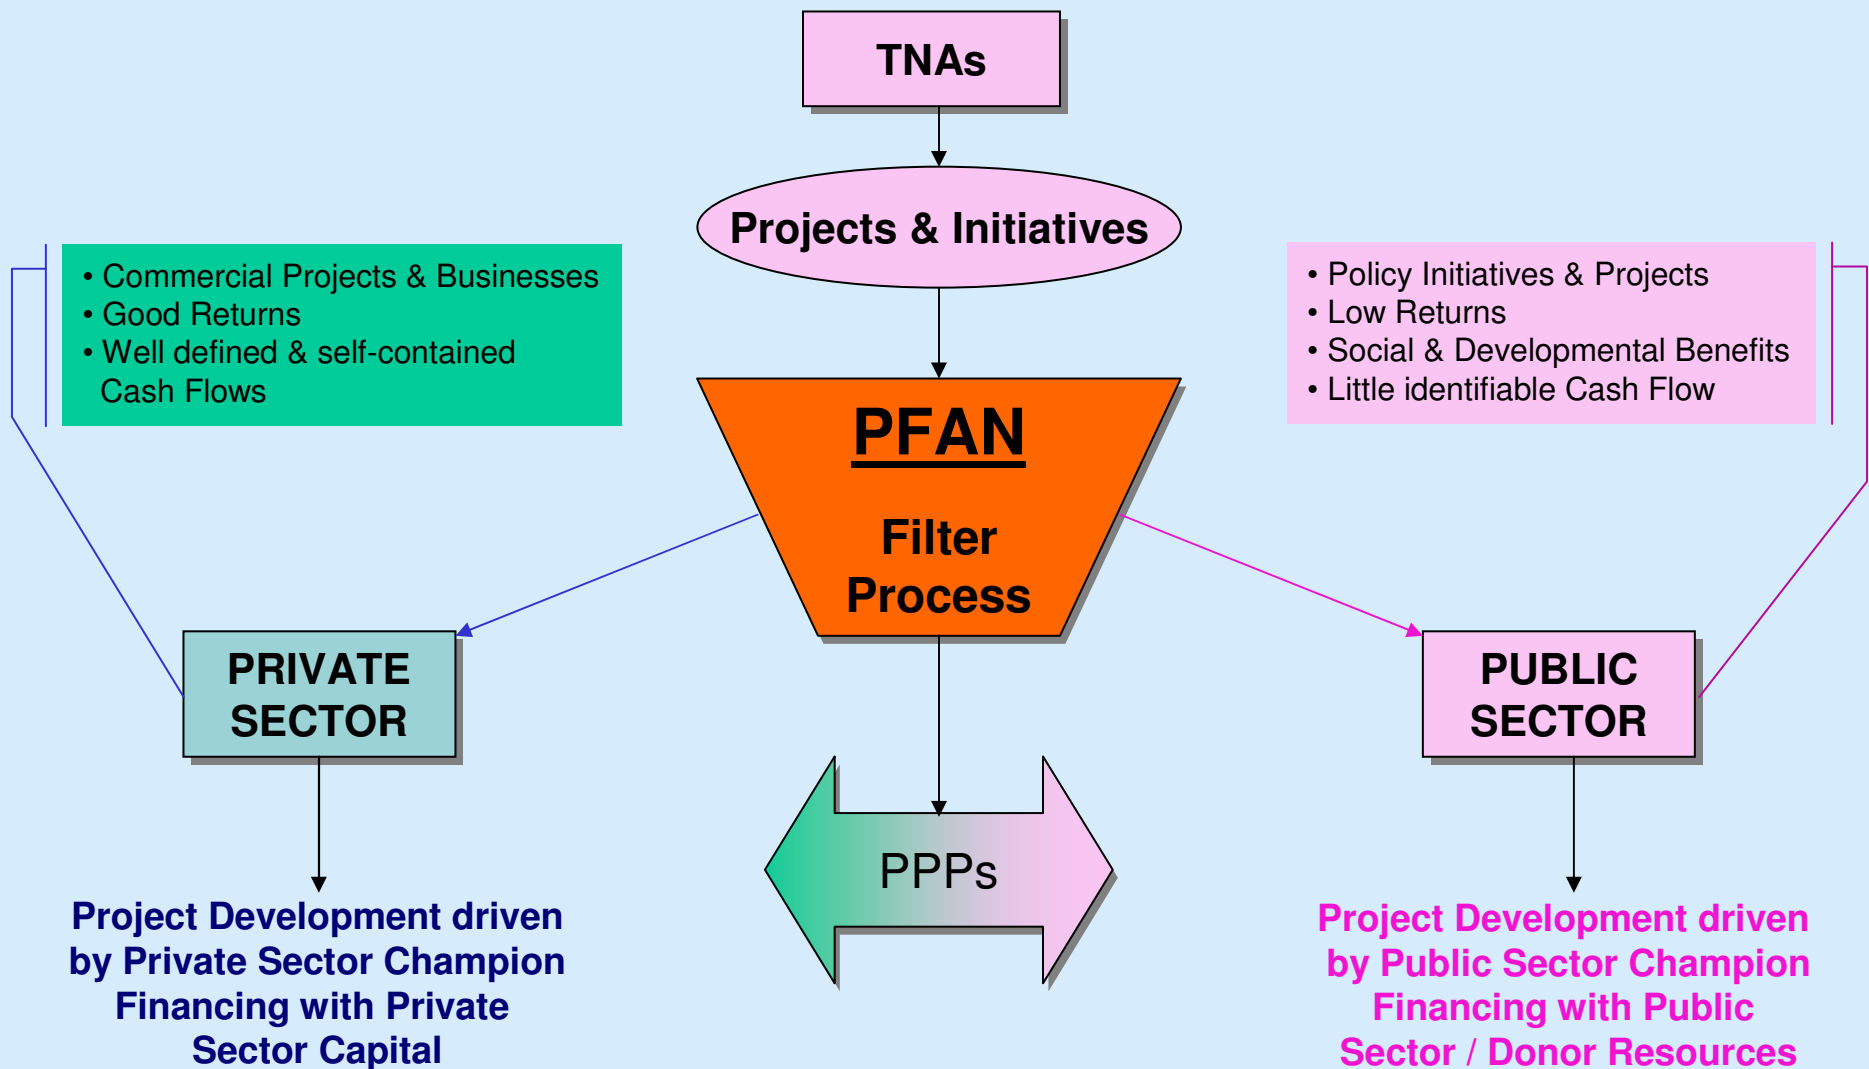 TNAs
Projects & Initiatives
• Commercial Projects & Businesses
• Good Returns
• Well defined & self-contained
Cash Flows
• Policy Initiatives & Projects
• Low Returns
• Social & Developmental Benefits
• Little identifiable Cash Flow
PFAN
Filter
Process
PRIVATE
SECTOR
PUBLIC
SECTOR
PPPs
Project Development driven
by Private Sector Champion
Financing with Private
Sector Capital
Project Development driven
by Public Sector Champion
Financing with Public
Sector / Donor Resources